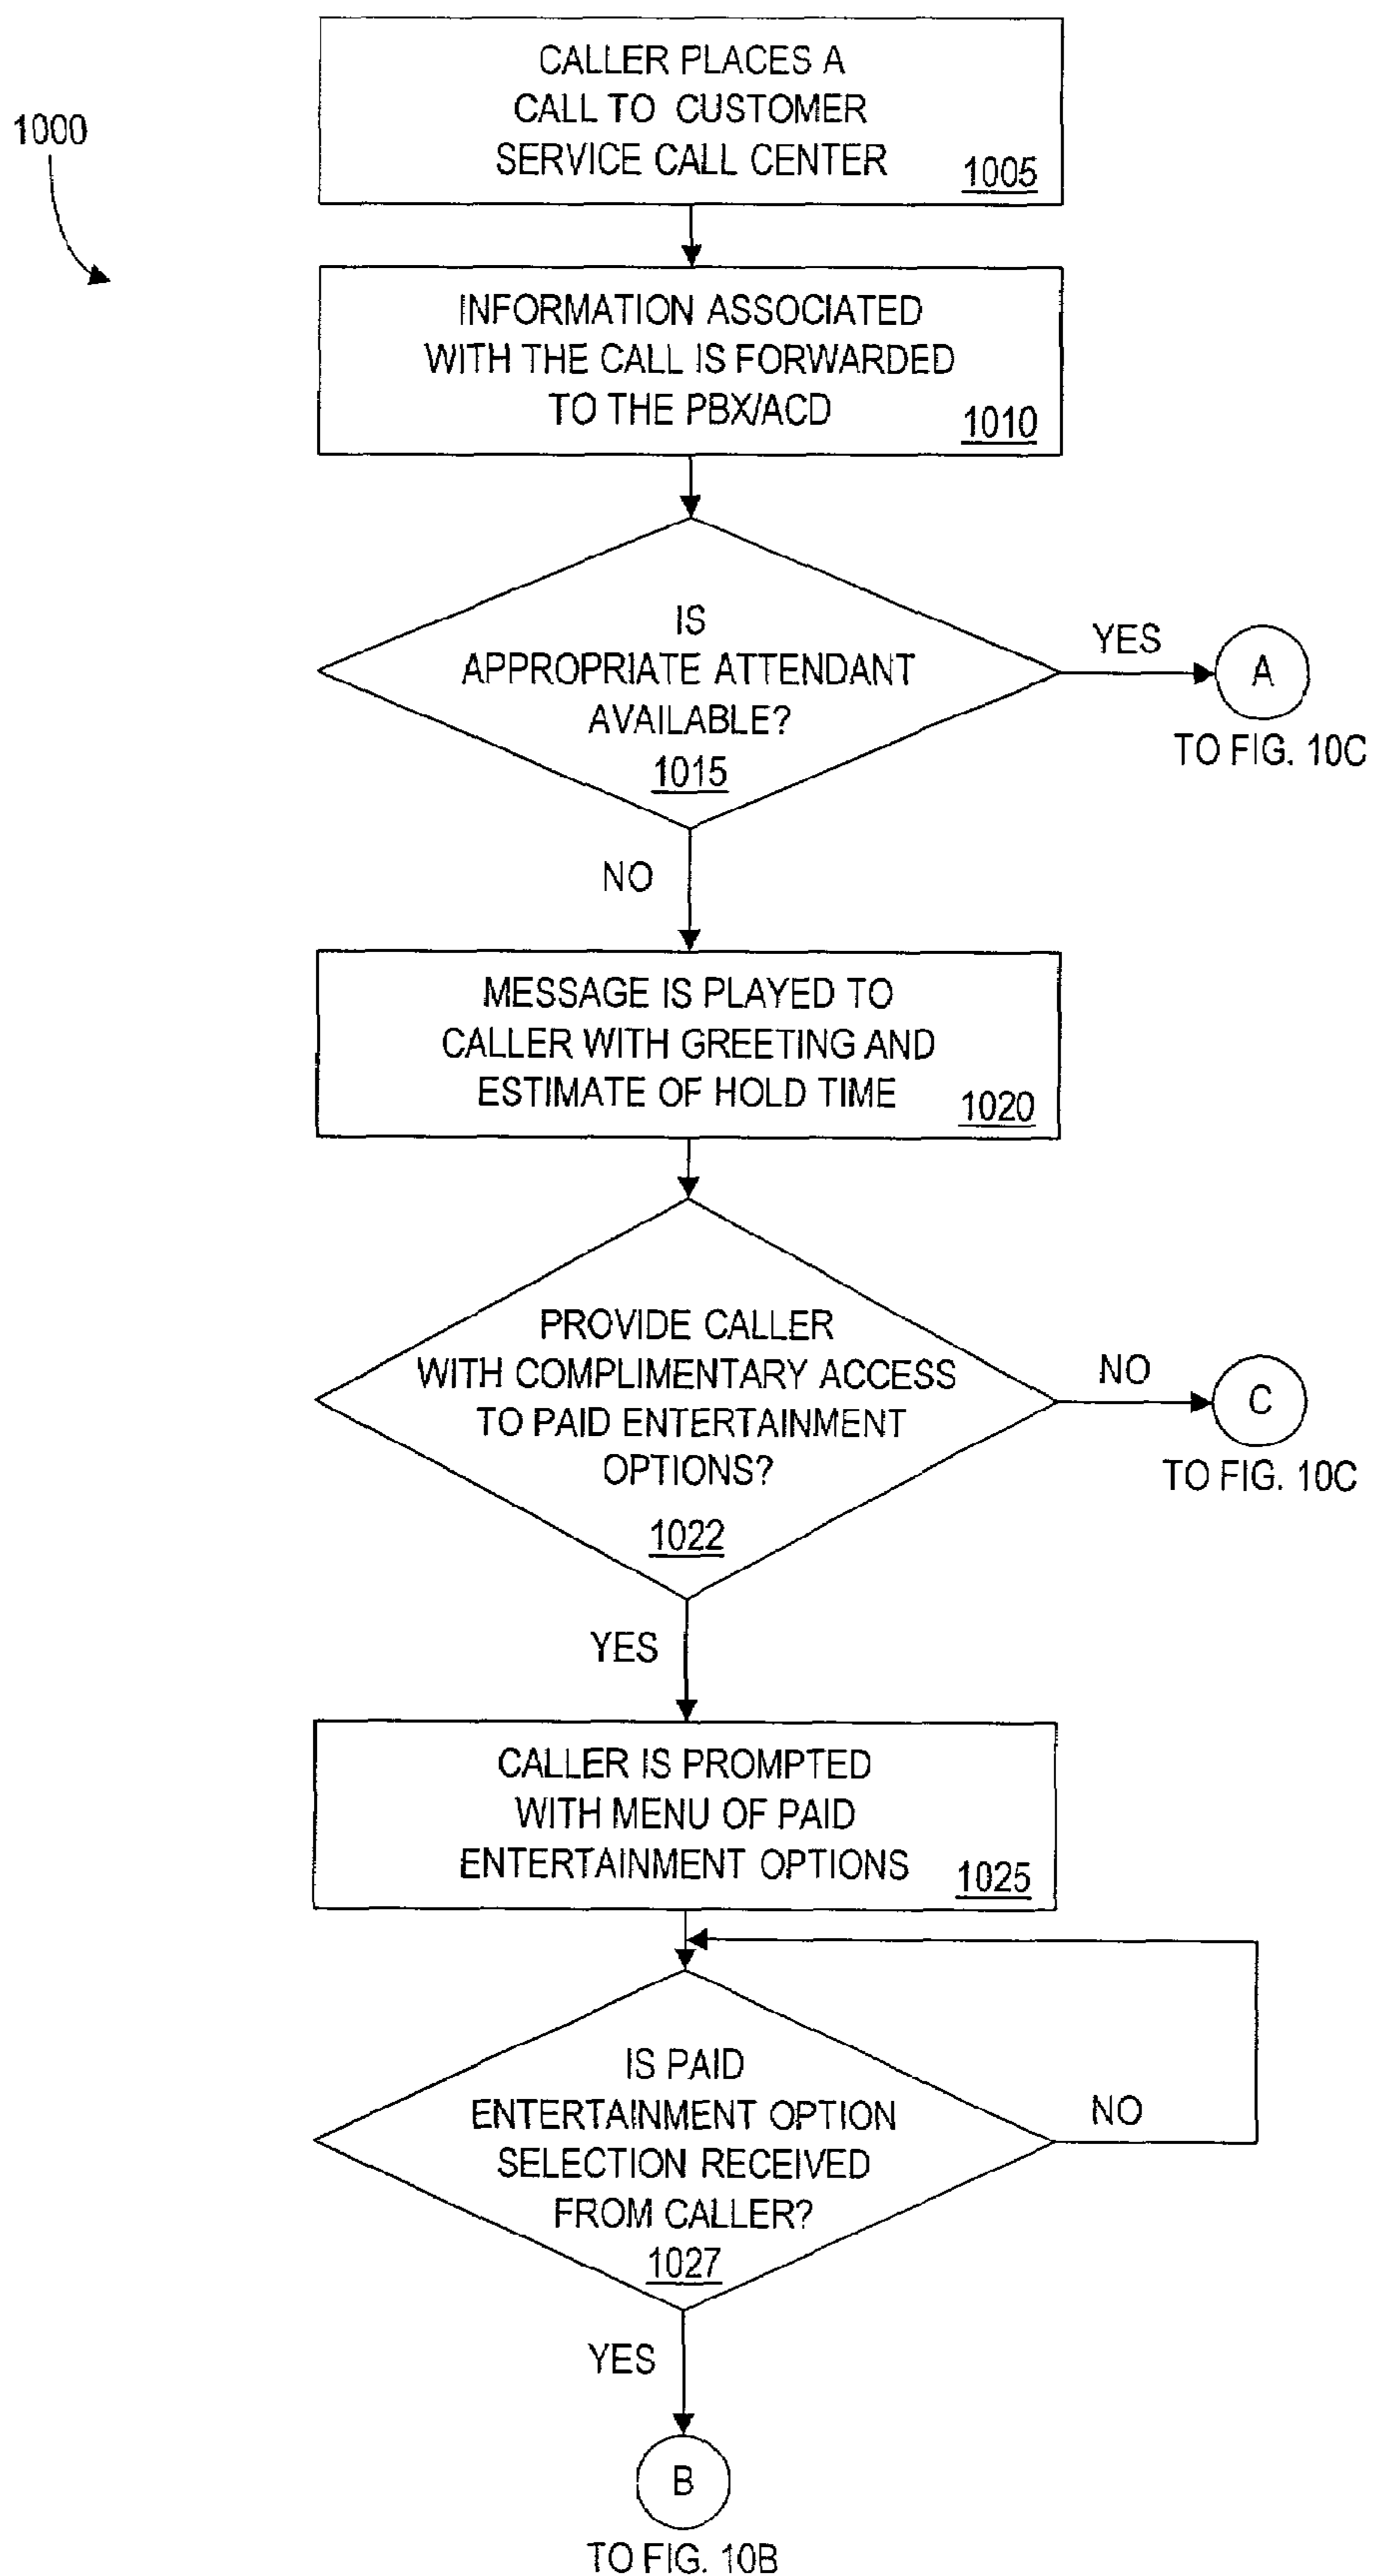 1000
CALLER PLACES A
CALL TO CUSTOMER
SERVICE CALL CENTER
1005
INFORMATION ASSOCIATED
WITH THE CALL IS FORWARDED
TO THE PBX/ACD
1010
IS
APPROPRIATE ATTENDANT
AVAILABLE?
1015
YES
A
TO FIG. 10C
NO
MESSAGE IS PLAYED TO
CALLER WITH GREETING AND
ESTIMATE OF HOLD TIME
1020
PROVIDE CALLER
WITH COMPLIMENTARY ACCESS
TO PAID ENTERTAINMENT
OPTIONS?
1022
NO
C
TO FIG. 10C
YES
CALLER IS PROMPTED
WITH MENU OF PAID
ENTERTAINMENT OPTIONS
1025
IS PAID
ENTERTAINMENT OPTION
SELECTION RECEIVED
FROM CALLER?
1027
NO
YES
B
TO FIG. 10B